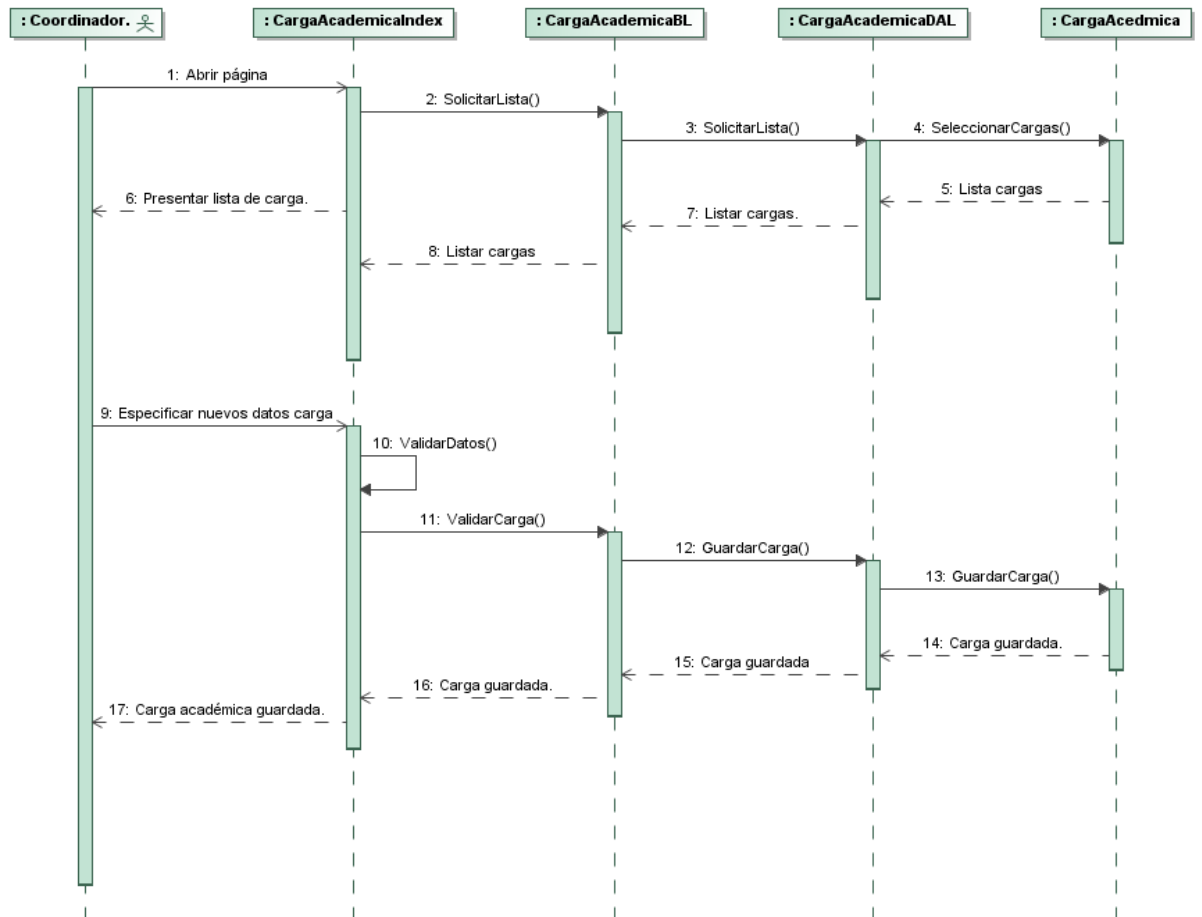 : Coordinador.
: CargaAcademicaIndex
: CargaAcademicaBL
: CargaAcademicaDAL
: CargaAcedmica
1: Abrir página
2: SolicitarLista()
3: SolicitarLista()
4: SeleccionarCargas()
5: Lista cargas
6: Presentar lista de carga.
7: Listar cargas.
8: Listar cargas
9: Especificar nuevos datos carga
10: ValidarDatos()
11: ValidarCarga()
12: GuardarCarga()
13: GuardarCarga()
14: Carga guardada.
15: Carga guardada
16: Carga guardada.
17: Carga académica guardada.